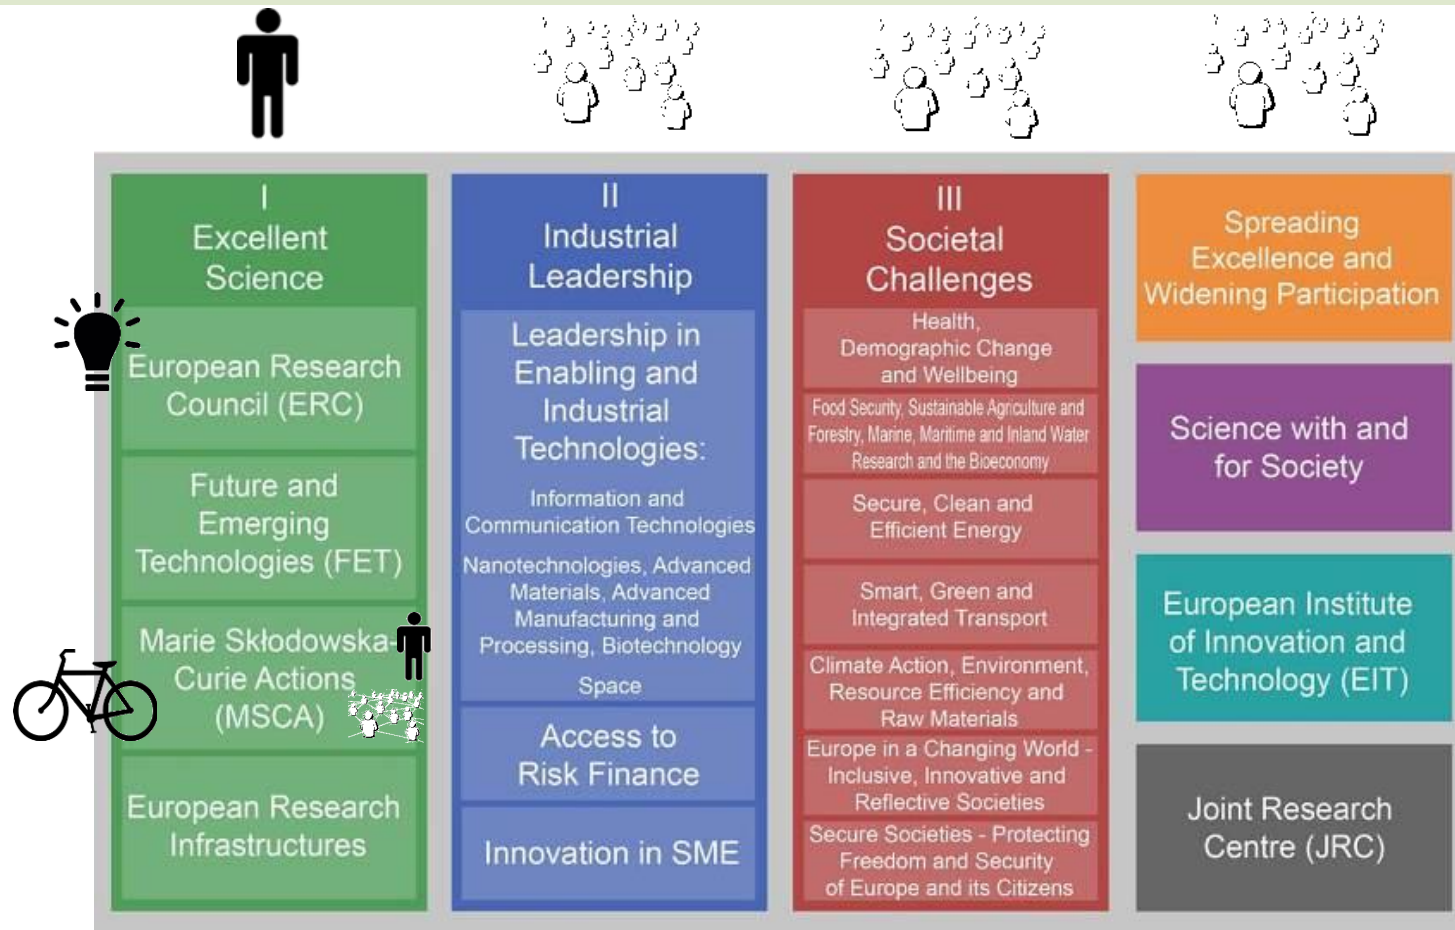 I
Excellent
Science
European Research
Council (ERC)
Future and
Emerging
Technologies (FET)
Marie Skłodowska-
Curie Actions
(MSCA)
European Research
Infrastructures
II
Industrial
Leadership
Leadership in
Enabling and
Industrial
Technologies:
Information and
Communication Technologies
Nanotechnologies, Advanced
Materials, Advanced
Manufacturing and
Processing, Biotechnology
Space
Access to
Risk Finance
Innovation in SME
III
Societal
Challenges
Health,
Demographic Change
and Wellbeing
Food Security, Sustainable Agriculture and
Forestry, Marine, Maritime and Inland Water
Research and the Bioeconomy
Secure, Clean and
Efficient Energy
Smart, Green and
Integrated Transport
Climate Action, Environment,
Resource Efficiency and
Raw Materials
Europe in a Changing World -
Inclusive, Innovative and
Reflective Societies
Secure Societies - Protecting
Freedom and Security
of Europe and its Citizens
Spreading
Excellence and
Widening Participation
Science with and
for Society
European Institute
of Innovation and
Technology (EIT)
Joint Research
Centre (JRC)